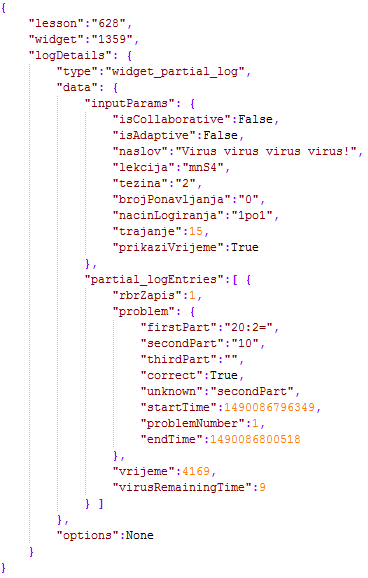 {
    "lesson":"628",
    "widget":"1359",
    "logDetails": {
        "type":"widget_partial_log",
        "data": {
            "inputParams": {
                "isCollaborative":False,
                "isAdaptive":False,
                "naslov":"Virus virus virus virus!",
                "lekcija":"mnS4",
                "tezina":"2",
                "brojPonavljanja":"0",
                "nacinLogiranja":"1po1",
                "trajanje":15,
                "prikaziVrijeme":True
            },
            "partial_logEntries":[ {
                "rbrZapis":1,
                "problem": {
                    "firstPart":"20:2=",
                    "secondPart":"10",
                    "thirdPart":"",
                    "correct":True,
                    "unknown":"secondPart",
                    "startTime":1490086796349,
                    "problemNumber":1,
                    "endTime":1490086800518
                },
                "vrijeme":4169,
                "virusRemainingTime":9
            } ]
        },
        "options":None
    }
}